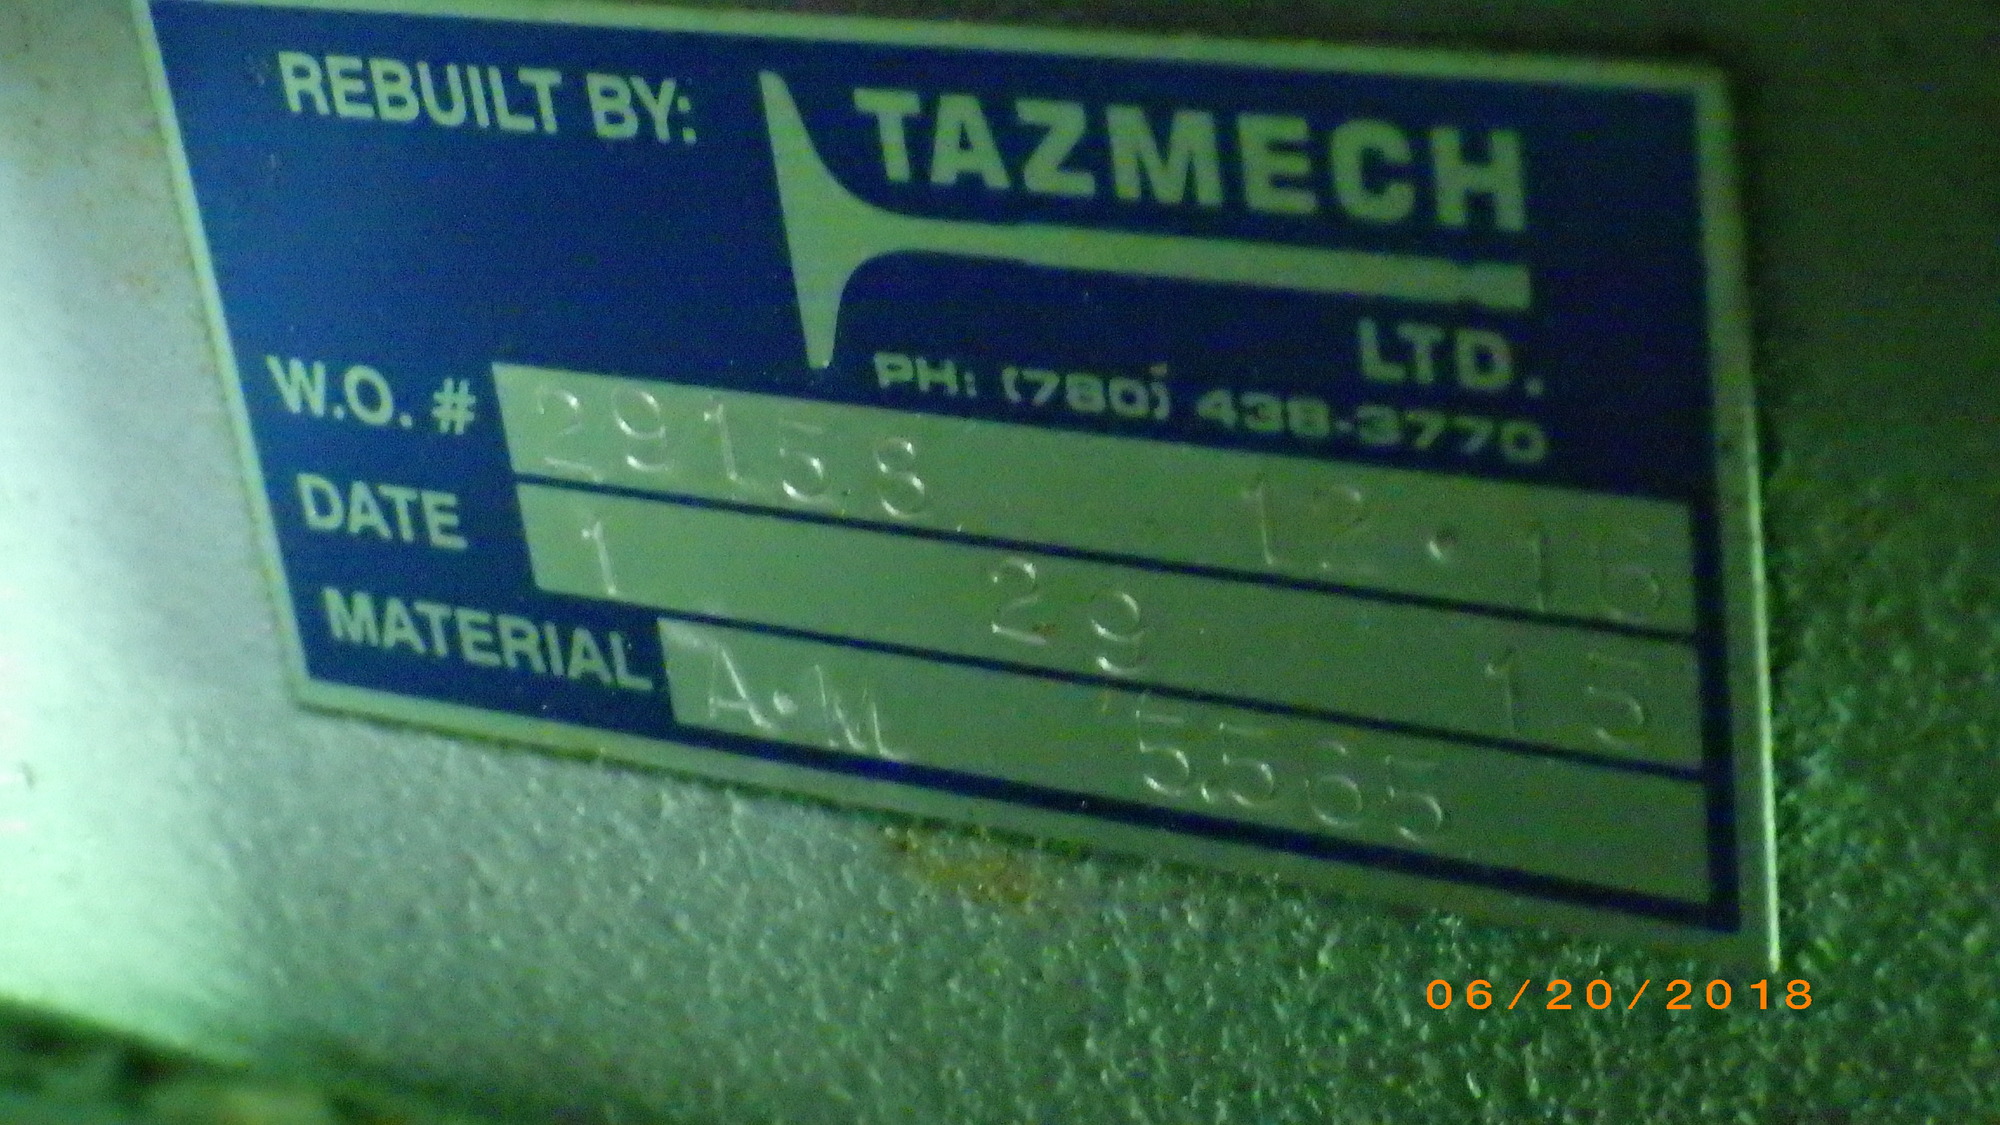 REBUILT BY: TAZMECH
LTD.
PH: (780) 438-3770
W.O. # 29158 12•16
DATE 1 29 15
MATERIAL A•M 5565
06/20/2018